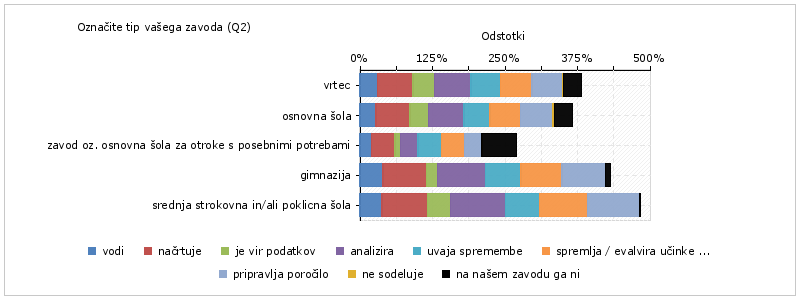 Označite tip vašega zavoda (Q2)
Odstotki
0% 125% 250% 375% 500%
vrtec
osnovna šola
zavod oz. osnovna šola za otroke s posebnimi potrebami
gimnazija
srednja strokovna in/ali poklicna šola
vodi načrtuje je vir podatkov analizira uvaja spremembe spremlja / evalvira učinke ...
pripravlja poročilo ne sodeluje na našem zavodu ga ni